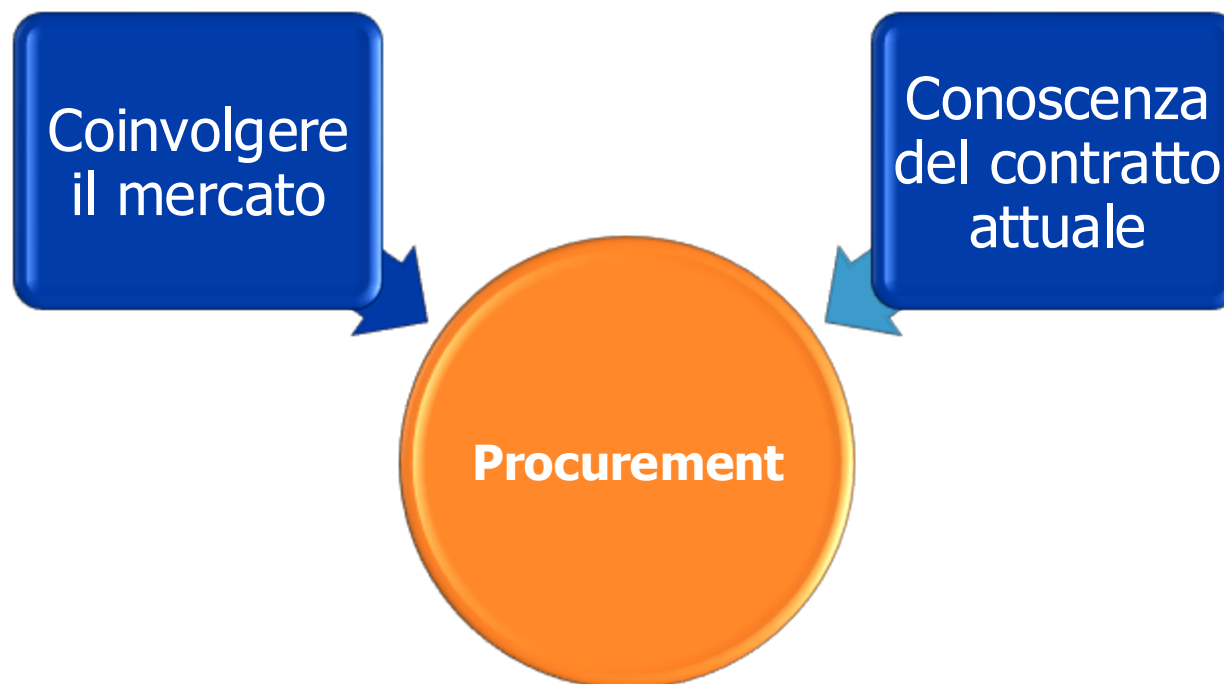 Coinvolgere
il mercato
Conoscenza
del contratto
attuale
Procurement